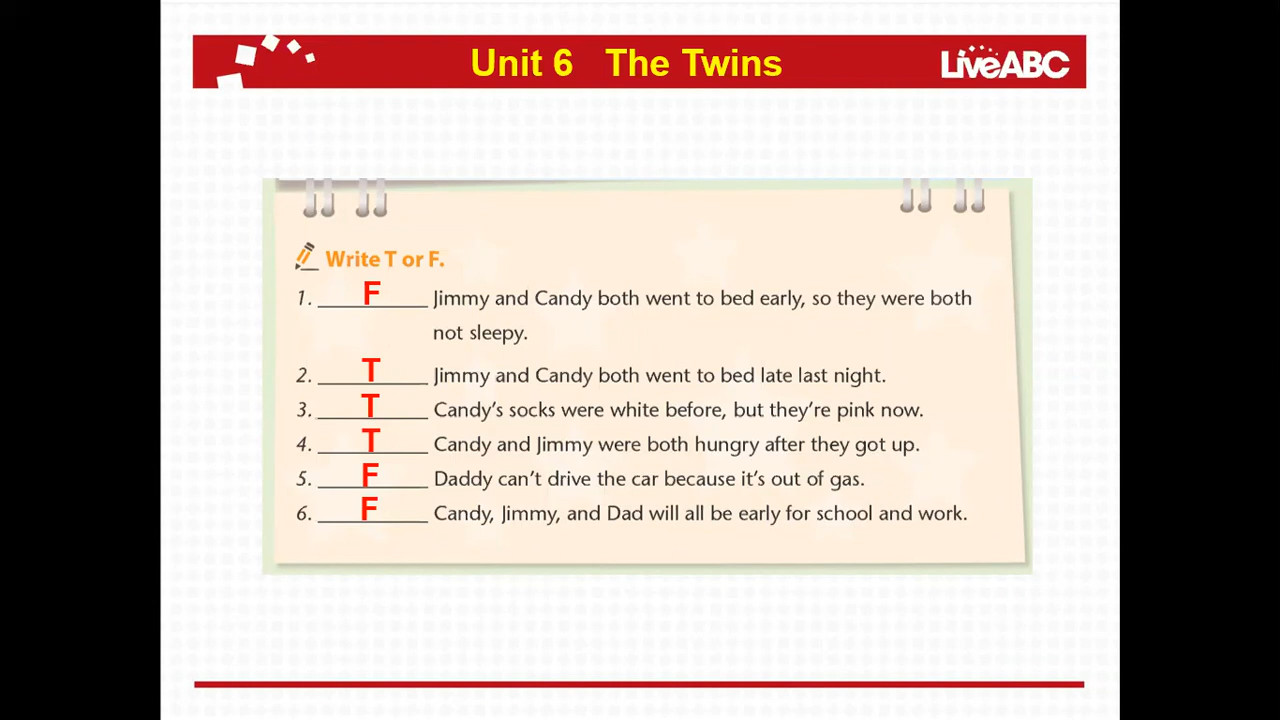 Unit 6 The Twins
LiveABC
Write T or F.
1. F Jimmy and Candy both went to bed early, so they were both
not sleepy.
2. T Jimmy and Candy both went to bed late last night.
3. T Candy's socks were white before, but they're pink now.
4. T Candy and Jimmy were both hungry after they got up.
5. F Daddy can't drive the car because it's out of gas.
6. F Candy, Jimmy, and Dad will all be early for school and work.